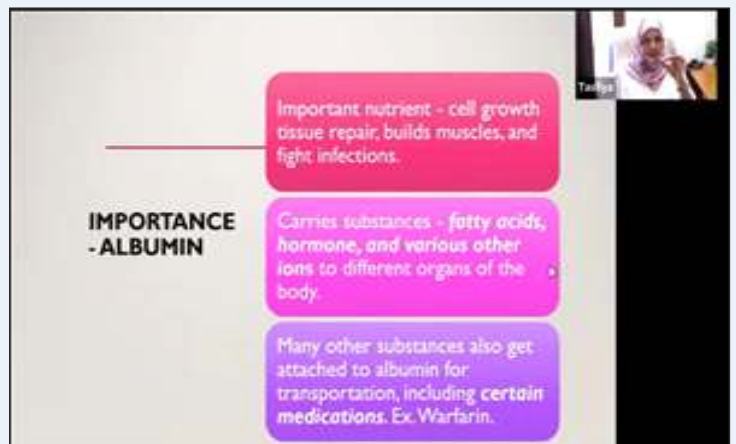 Tasfiya
Important nutrient - cell growth
tissue repair, builds muscles, and
fight infections.
IMPORTANCE
- ALBUMIN
Carries substances - fatty acids,
hormone, and various other
ions to different organs of the
body.
Many other substances also get
attached to albumin for
transportation, including certain
medications. Ex. Warfarin.